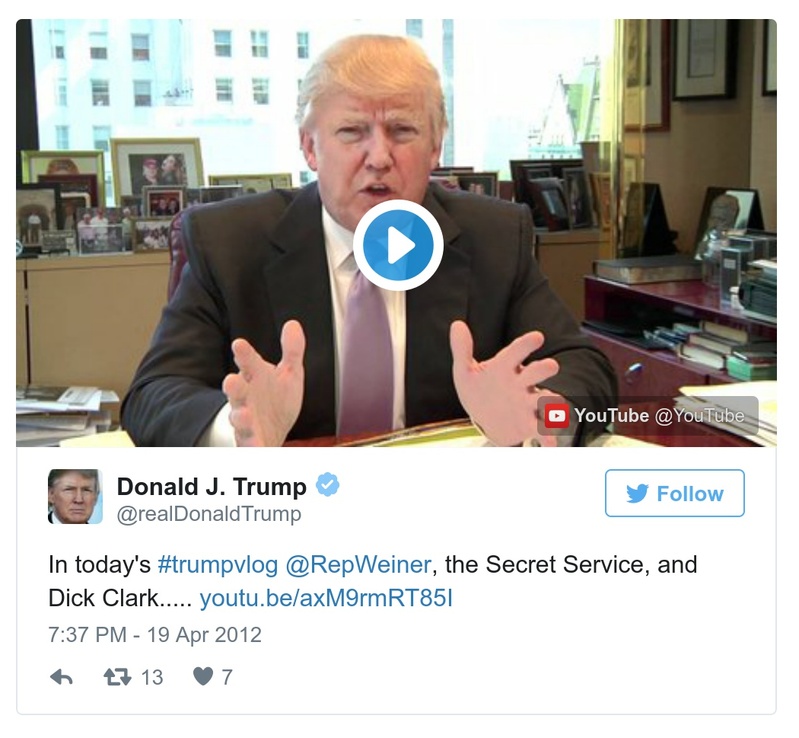 YouTube @YouTube
Donald J. Trump
Follow
@realDonaldTrump
In today's #trumpvlog @RepWeiner, the Secret Service, and
Dick Clark..... youtu.be/axM9rmRT85I
7:37 PM - 19 Apr 2012
13 7